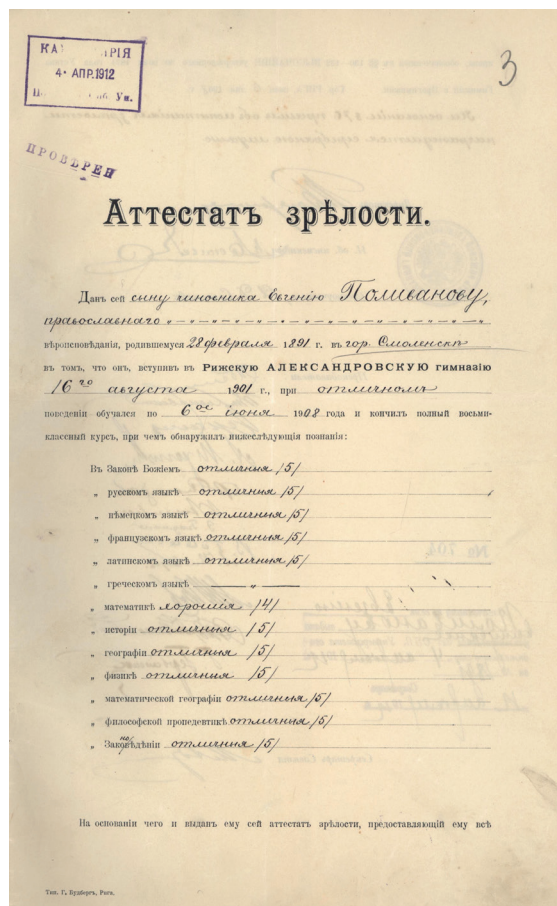 3
4 - АПР. 1912
ПРОВѢРЕН
Аттестатъ зрѣлости.
Данъ сей сыну чиновника Евгенію Поливанову,
православнаго
вѣроисповѣданія, родившемуся 28 февраля 1891 г. въ гор. Смоленскѣ
въ томъ, что онъ, вступивъ въ Рижскую АЛЕКСАНДРОВСКУЮ гимназію
16го августа 1901 г., при отличномъ
поведеніи обучался по 6ое іюня 1908 года и кончилъ полный восьми-
классный курсъ, при чемъ обнаружилъ нижеслѣдующія познанія:
Въ Законѣ Божіемъ отличныя /5/
„ русскомъ языкѣ отличныя /5/
„ нѣмецкомъ языкѣ отличныя /5/
„ французскомъ языкѣ отличныя /5/
„ латинскомъ языкѣ отличныя /5/
„ греческомъ языкѣ — „ —
„ математикѣ хорошія /4/
„ исторіи отличныя /5/
„ географіи отличныя /5/
„ физикѣ отличныя /5/
„ математической географіи отличныя /5/
„ философской пропедевтикѣ отличныя /5/
„ Законовѣдѣніи отличныя /5/
На основаніи чего и выданъ ему сей аттестатъ зрѣлости, предоставляющій ему всѣ
Тип. Г. Будбергъ, Рига.